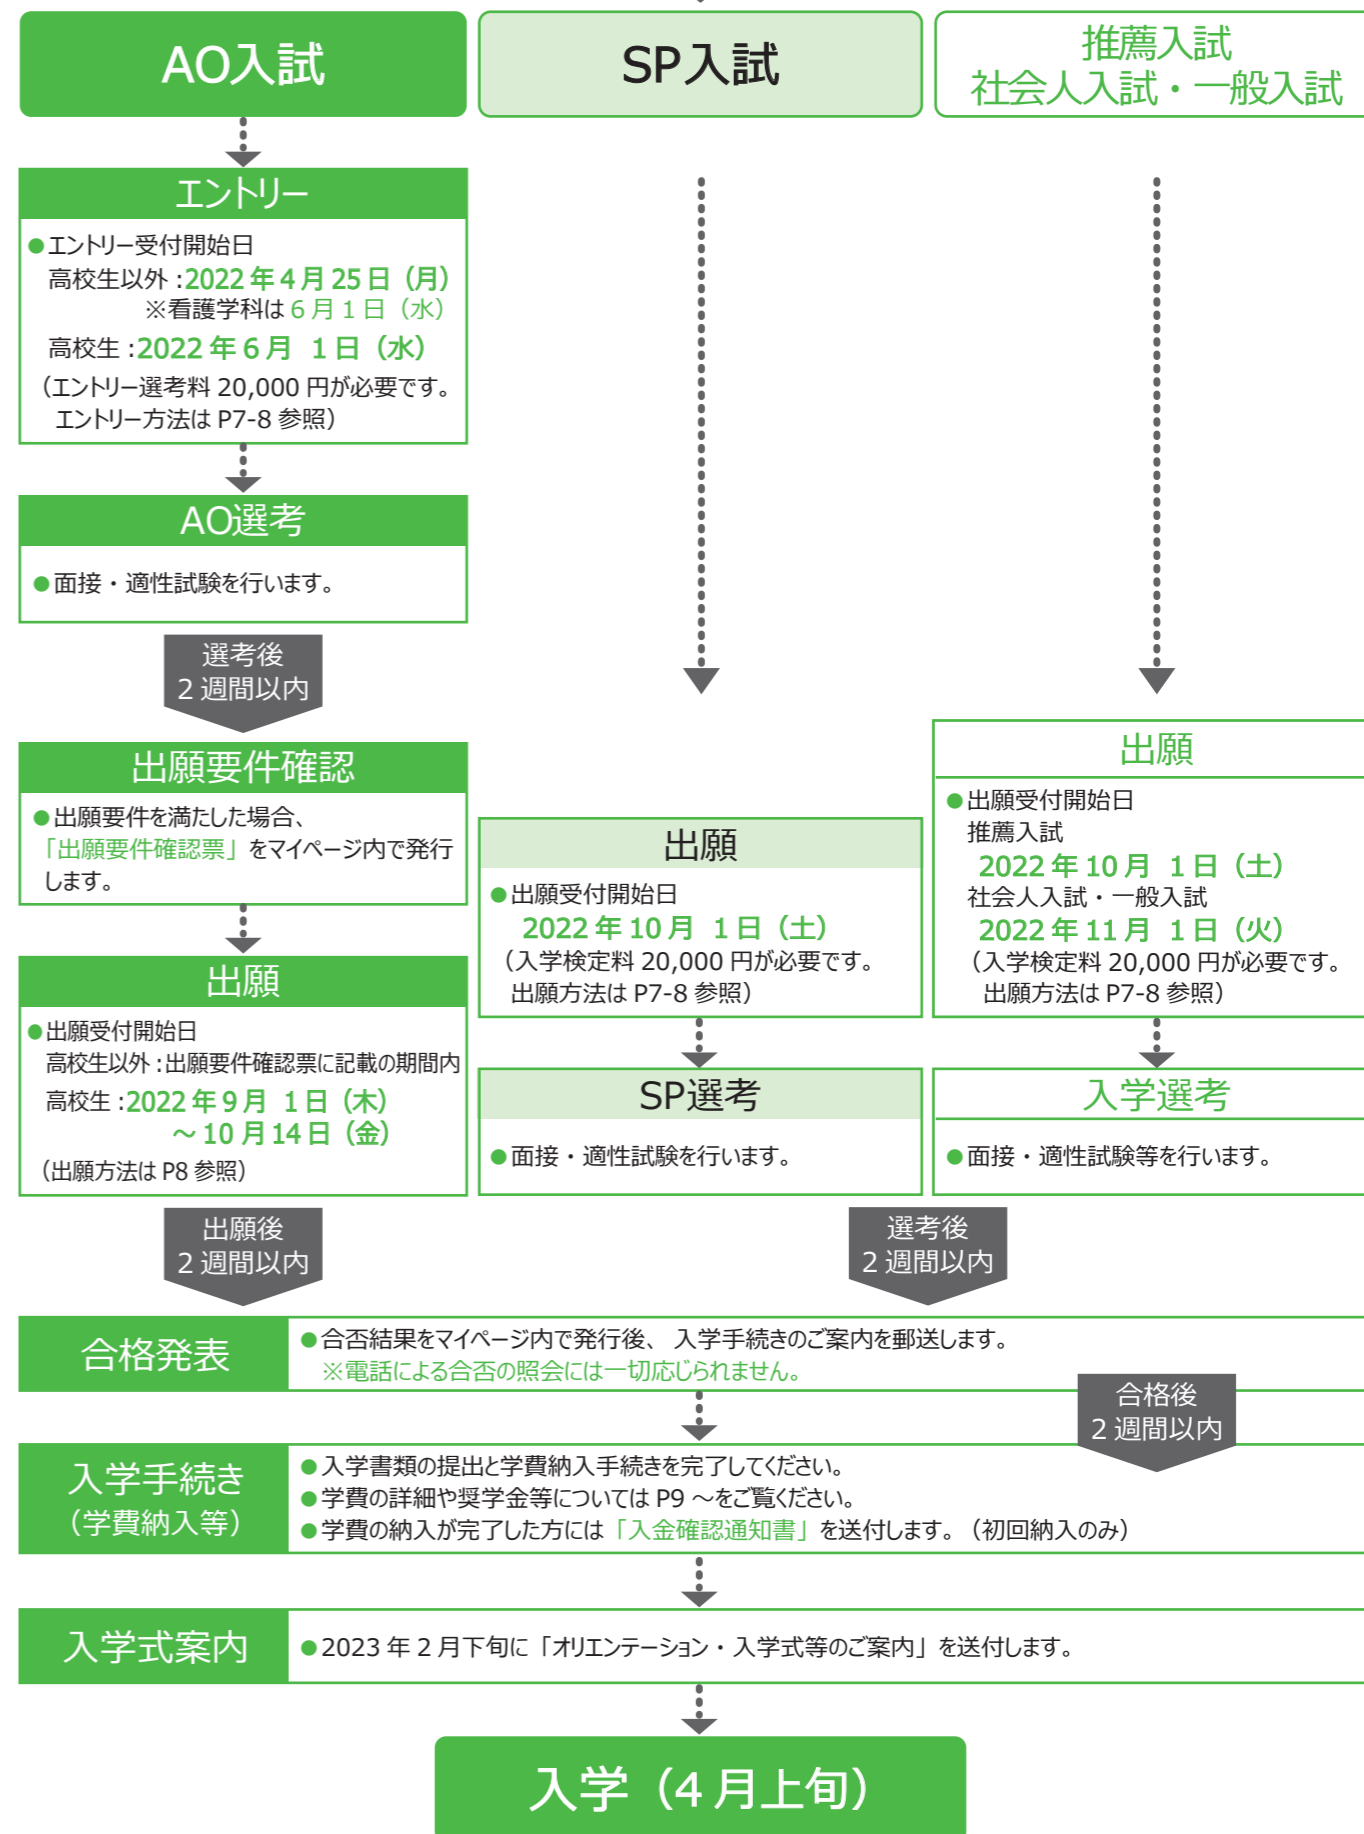 AO入試
SP入試
推薦入試
社会人入試・一般入試
エントリー
●エントリー受付開始日
高校生以外：2022年4月25日（月）
※看護学科は6月1日（水）
高校生：2022年6月 1日（水）
（エントリー選考料 20,000 円が必要です。
エントリー方法は P7-8 参照）
AO選考
●面接・適性試験を行います。
選考後
2週間以内
出願要件確認
●出願要件を満たした場合、
「出願要件確認票」をマイページ内で発行
します。
出願
●出願受付開始日
高校生以外：出願要件確認票に記載の期間内
高校生：2022年9月 1日（木）
～10月14日（金）
（出願方法は P8 参照）
出願後
2週間以内
出願
●出願受付開始日
2022年10月 1日（土）
（入学検定料 20,000 円が必要です。
出願方法は P7-8 参照）
SP選考
●面接・適性試験を行います。
出願
●出願受付開始日
推薦入試
2022年10月 1日（土）
社会人入試・一般入試
2022年11月 1日（火）
（入学検定料 20,000 円が必要です。
出願方法は P7-8 参照）
入学選考
●面接・適性試験等を行います。
選考後
2週間以内
合格発表
●合否結果をマイページ内で発行後、入学手続きのご案内を郵送します。
※電話による合否の照会には一切応じられません。
合格後
2週間以内
入学手続き
（学費納入等）
●入学書類の提出と学費納入手続きを完了してください。
●学費の詳細や奨学金等については P9 ～をご覧ください。
●学費の納入が完了した方には「入金確認通知書」を送付します。（初回納入のみ）
入学式案内
●2023年2月下旬に「オリエンテーション・入学式等のご案内」を送付します。
入学（4月上旬）